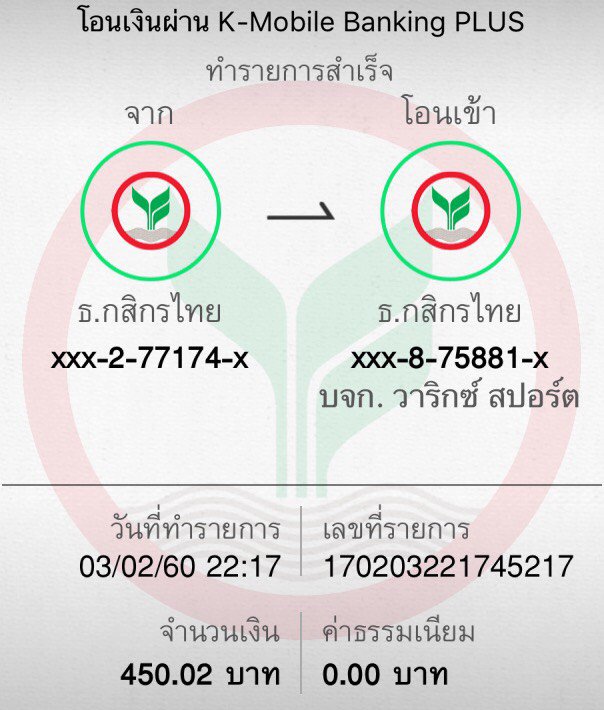 โอนเงินผ่าน K-Mobile Banking PLUS
ทำรายการสำเร็จ
จาก
โอนเข้า
ธ.กสิกรไทย
ธ.กสิกรไทย
xxx-2-77174-x
xxx-8-75881-x
บจก. วาริกซ์ สปอร์ต
วันที่ทำรายการ
เลขที่รายการ
03/02/60 22:17
170203221745217
จำนวนเงิน
ค่าธรรมเนียม
450.02 บาท
0.00 บาท